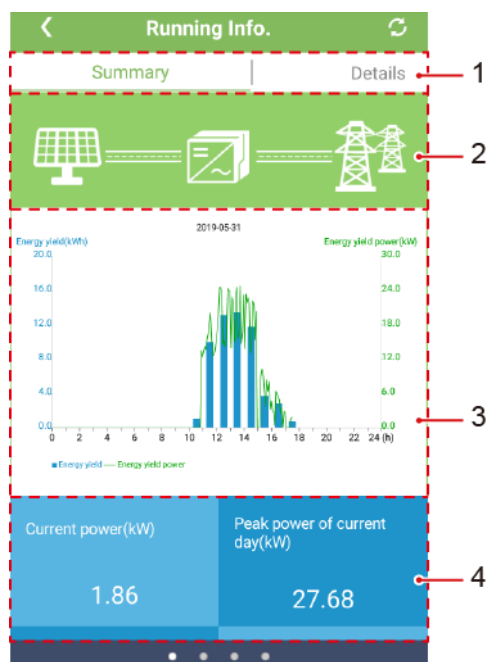 Running Info.
Summary Details
1
2
2019-05-31
Energy yield(kWh) Energy yield power(kW)
20.0 30.0
16.0 24.0
12.0 18.0
8.0 12.0
4.0 6.0
0.0 0.0
0 2 4 6 8 10 12 14 16 18 20 22 24 (h)
Energy yield Energy yield power
3
Current power(kW) Peak power of current
day(kW)
1.86 27.68
4